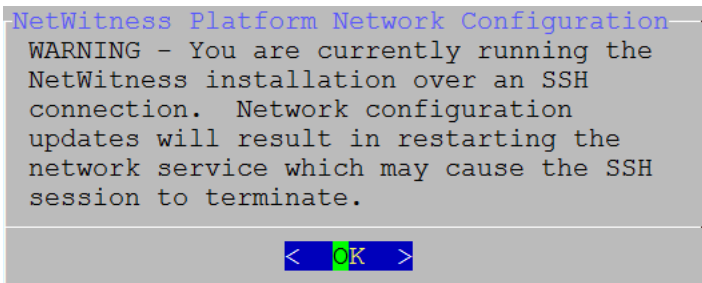 NetWitness Platform Network Configuration
WARNING - You are currently running the
NetWitness installation over an SSH
connection.  Network configuration
updates will result in restarting the
network service which may cause the SSH
session to terminate.
<  OK  >